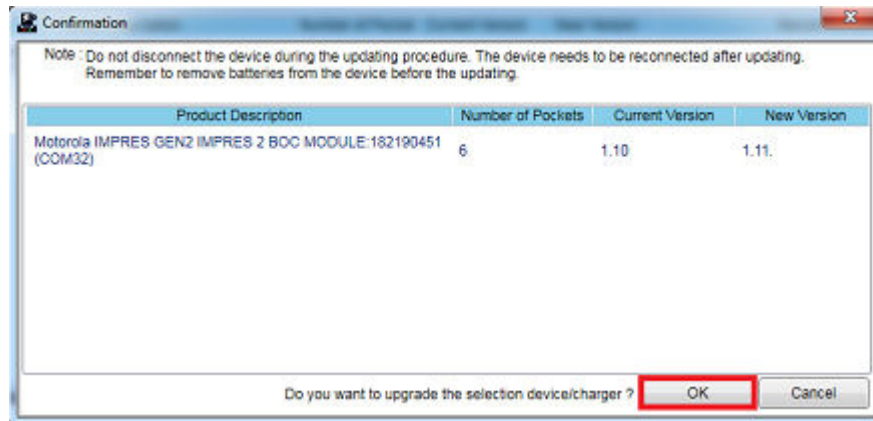 Confirmation
Note : Do not disconnect the device during the updating procedure. The device needs to be reconnected after updating.
Remember to remove batteries from the device before the updating.
Product Description Number of Pockets Current Version New Version
Motorola IMPRES GEN2 IMPRES 2 BOC MODULE:182190451 6 1.10 1.11.
(COM32)
Do you want to upgrade the selection device/charger ? OK Cancel